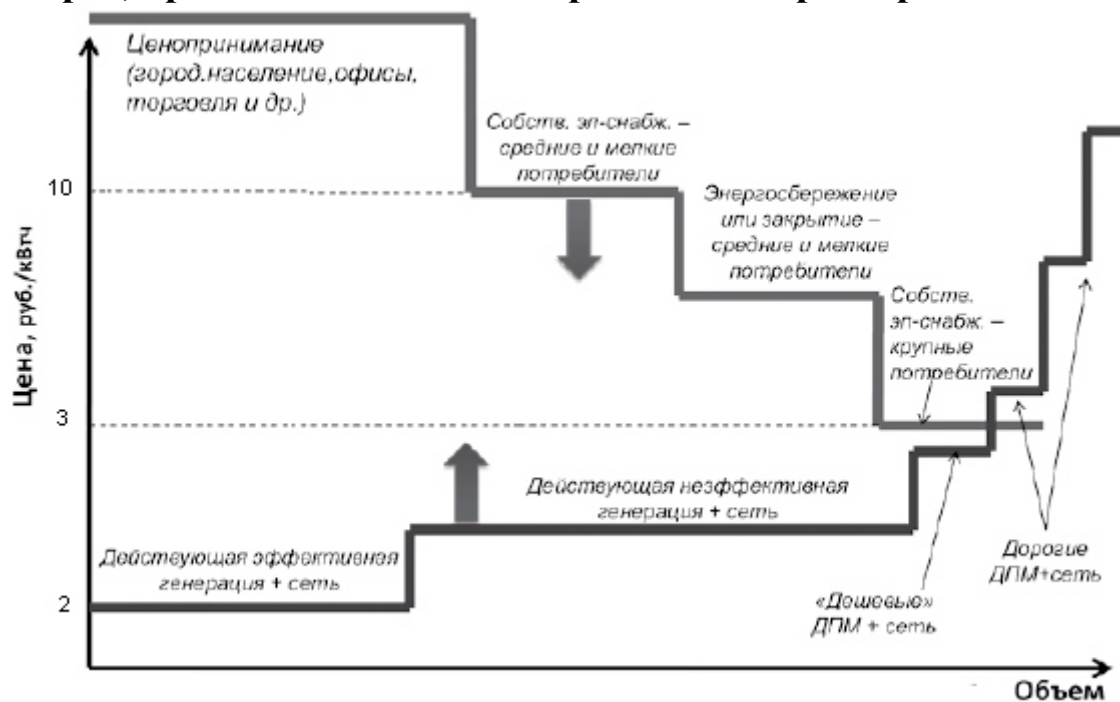 Ценопринимание
(город.население,офисы,
торговля и др.)
Собств. эл-снабж. –
средние и мелкие
потребители
10
Энергосбережение
или закрытие –
средние и мелкие
потребители
Цена, руб./кВтч
Собств.
эл-снабж. –
крупные
потребители
3
Действующая неэффективная
генерация + сеть
Действующая эффективная
генерация + сеть
Дорогие
ДПМ+сеть
2
«Дешевые»
ДПМ + сеть
Объем